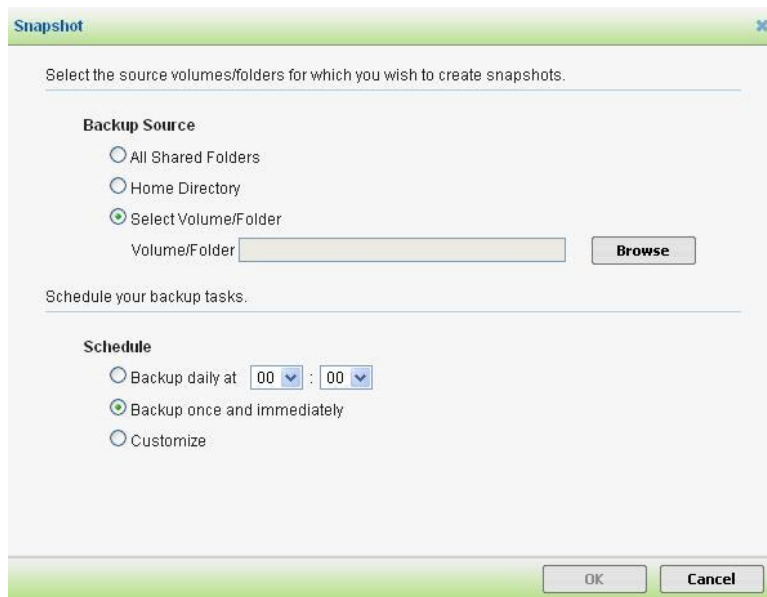 Snapshot
Select the source volumes/folders for which you wish to create snapshots.
Backup Source
All Shared Folders
Home Directory
Select Volume/Folder
Volume/Folder Browse
Schedule your backup tasks.
Schedule
Backup daily at 00 : 00
Backup once and immediately
Customize
OK Cancel